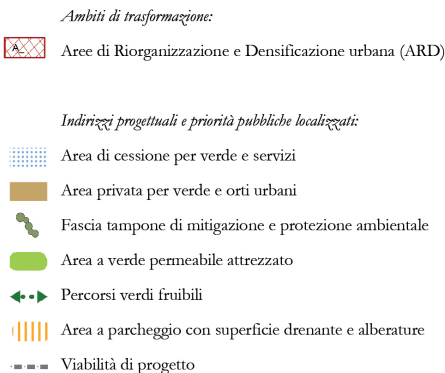 Ambiti di trasformazione:
A_
Aree di Riorganizzazione e Densificazione urbana (ARD)
Indirizzi progettuali e priorità pubbliche localizzati:
Area di cessione per verde e servizi
Area privata per verde e orti urbani
Fascia tampone di mitigazione e protezione ambientale
Area a verde permeabile attrezzato
Percorsi verdi fruibili
Area a parcheggio con superficie drenante e alberature
Viabilità di progetto